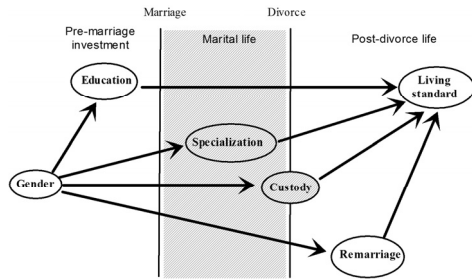 Marriage
Divorce
Pre-marriage
investment
Marital life
Post-divorce life
Education
Living
standard
Specialization
Gender
Custody
Remarriage